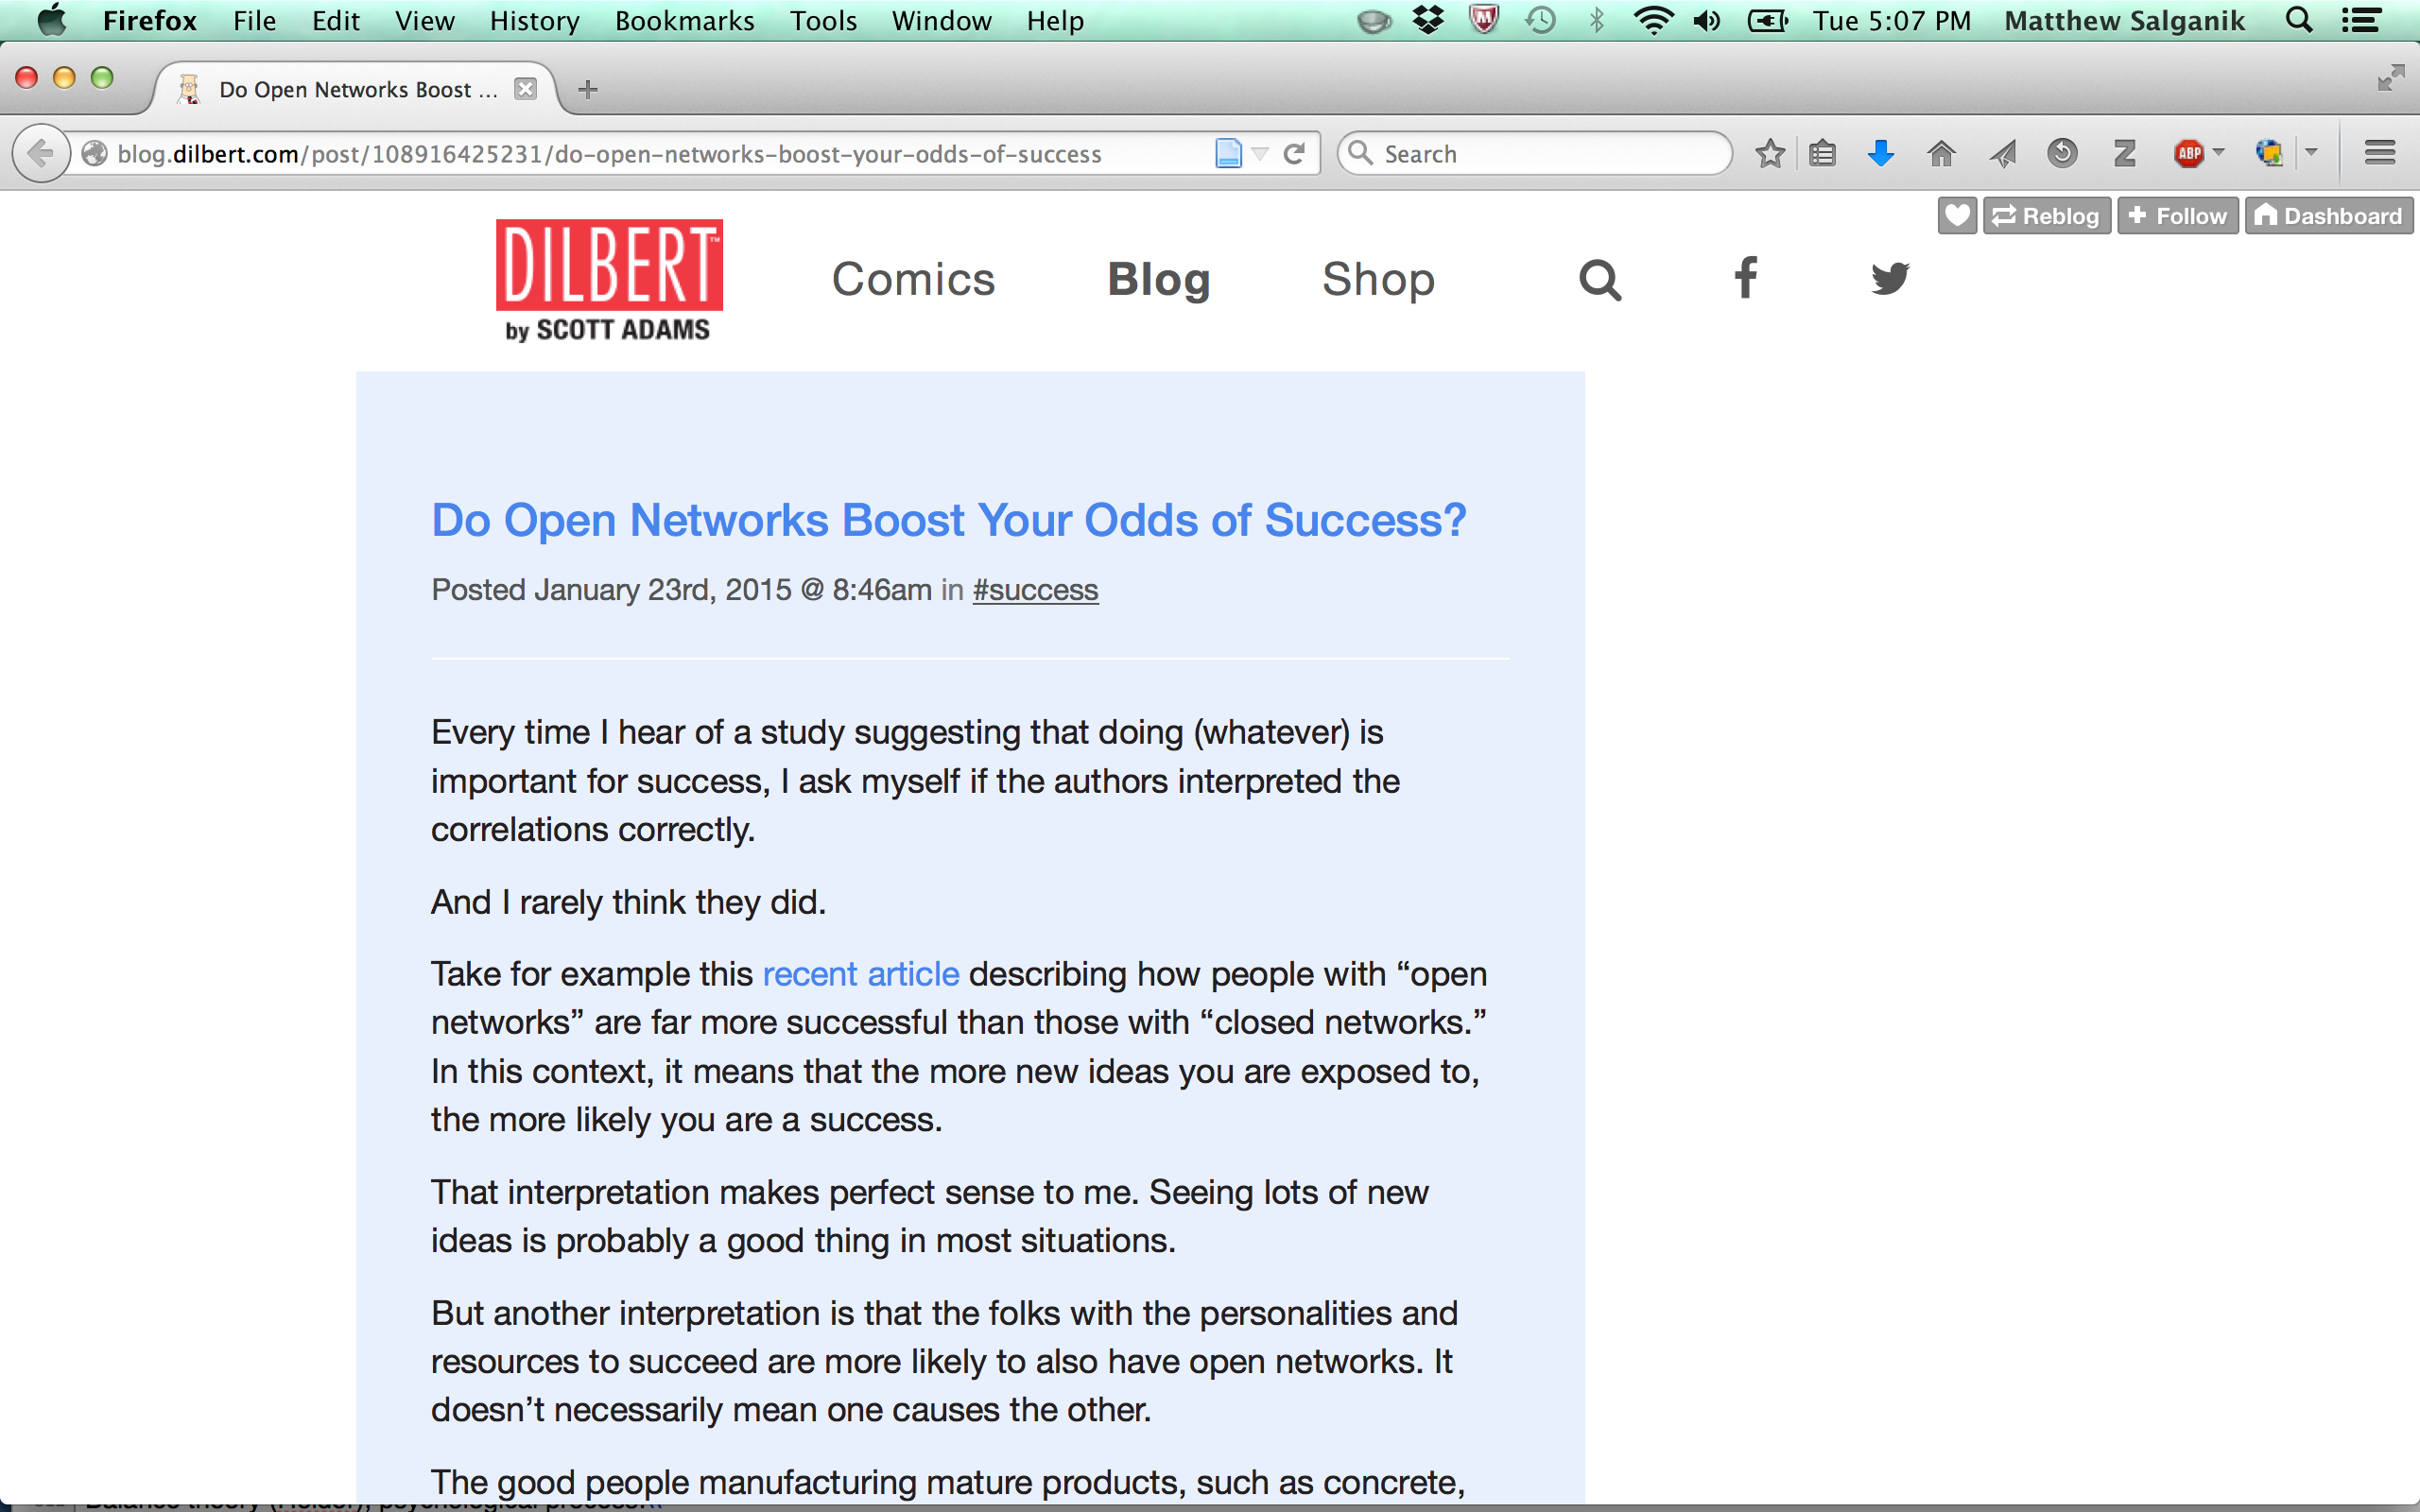 Firefox File Edit View History Bookmarks Tools Window Help Tue 5:07 PM Matthew Salganik
Do Open Networks Boost ...
blog.dilbert.com/post/108916425231/do-open-networks-boost-your-odds-of-success Search Z ABP
Reblog Follow Dashboard
DILBERT™ Comics Blog Shop
by SCOTT ADAMS
Do Open Networks Boost Your Odds of Success?
Posted January 23rd, 2015 @ 8:46am in #success
Every time I hear of a study suggesting that doing (whatever) is
important for success, I ask myself if the authors interpreted the
correlations correctly.
And I rarely think they did.
Take for example this recent article describing how people with “open
networks” are far more successful than those with “closed networks.”
In this context, it means that the more new ideas you are exposed to,
the more likely you are a success.
That interpretation makes perfect sense to me. Seeing lots of new
ideas is probably a good thing in most situations.
But another interpretation is that the folks with the personalities and
resources to succeed are more likely to also have open networks. It
doesn’t necessarily mean one causes the other.
The good people manufacturing mature products, such as concrete,